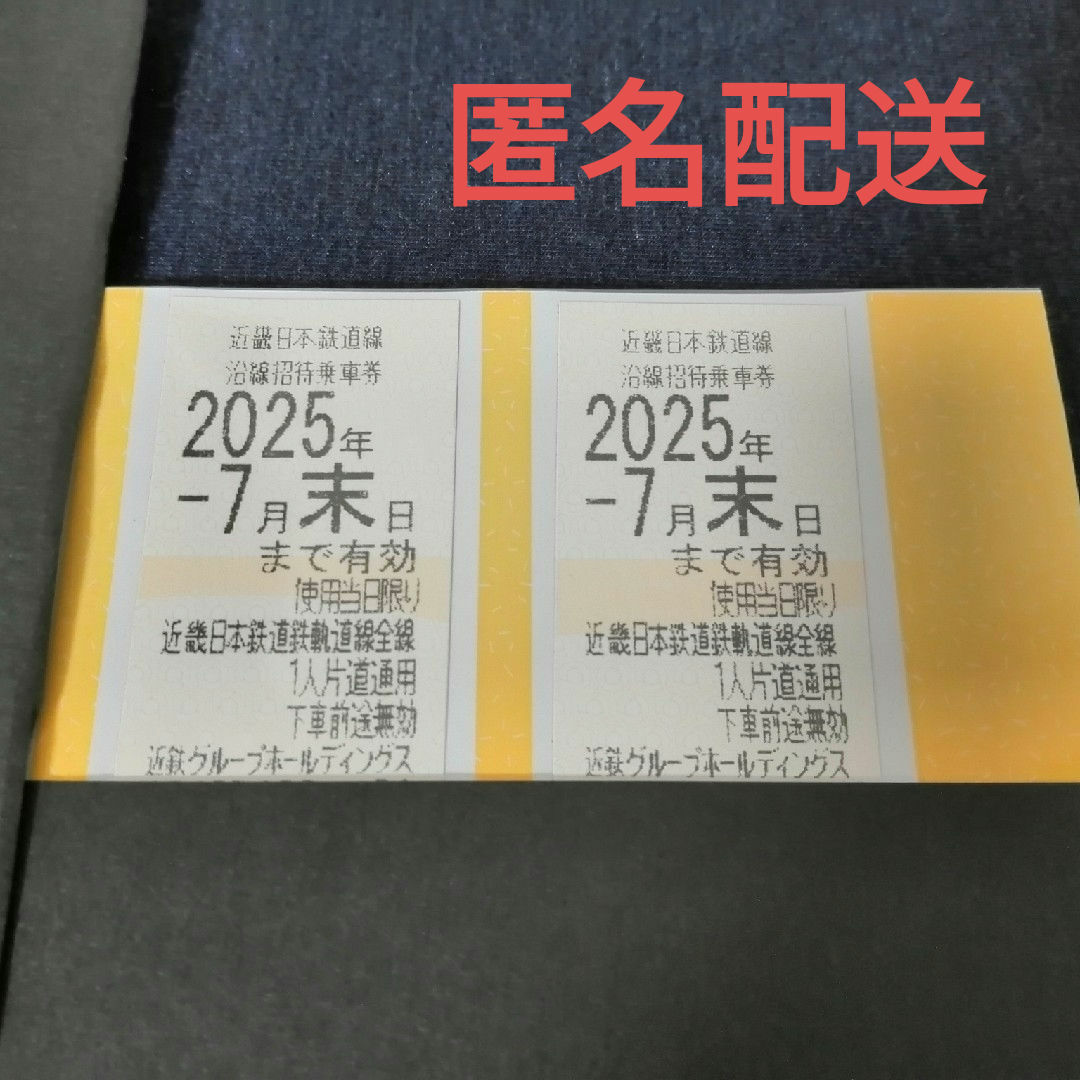 匿名配送
近畿日本鉄道線
沿線招待乗車券
2025年
-7月末日
まで有効
使用当日限り
近畿日本鉄道鉄軌道線全線
1人片道通用
下車前途無効
近鉄グループホールディングス
近畿日本鉄道線
沿線招待乗車券
2025年
-7月末日
まで有効
使用当日限り
近畿日本鉄道鉄軌道線全線
1人片道通用
下車前途無効
近鉄グループホールディングス